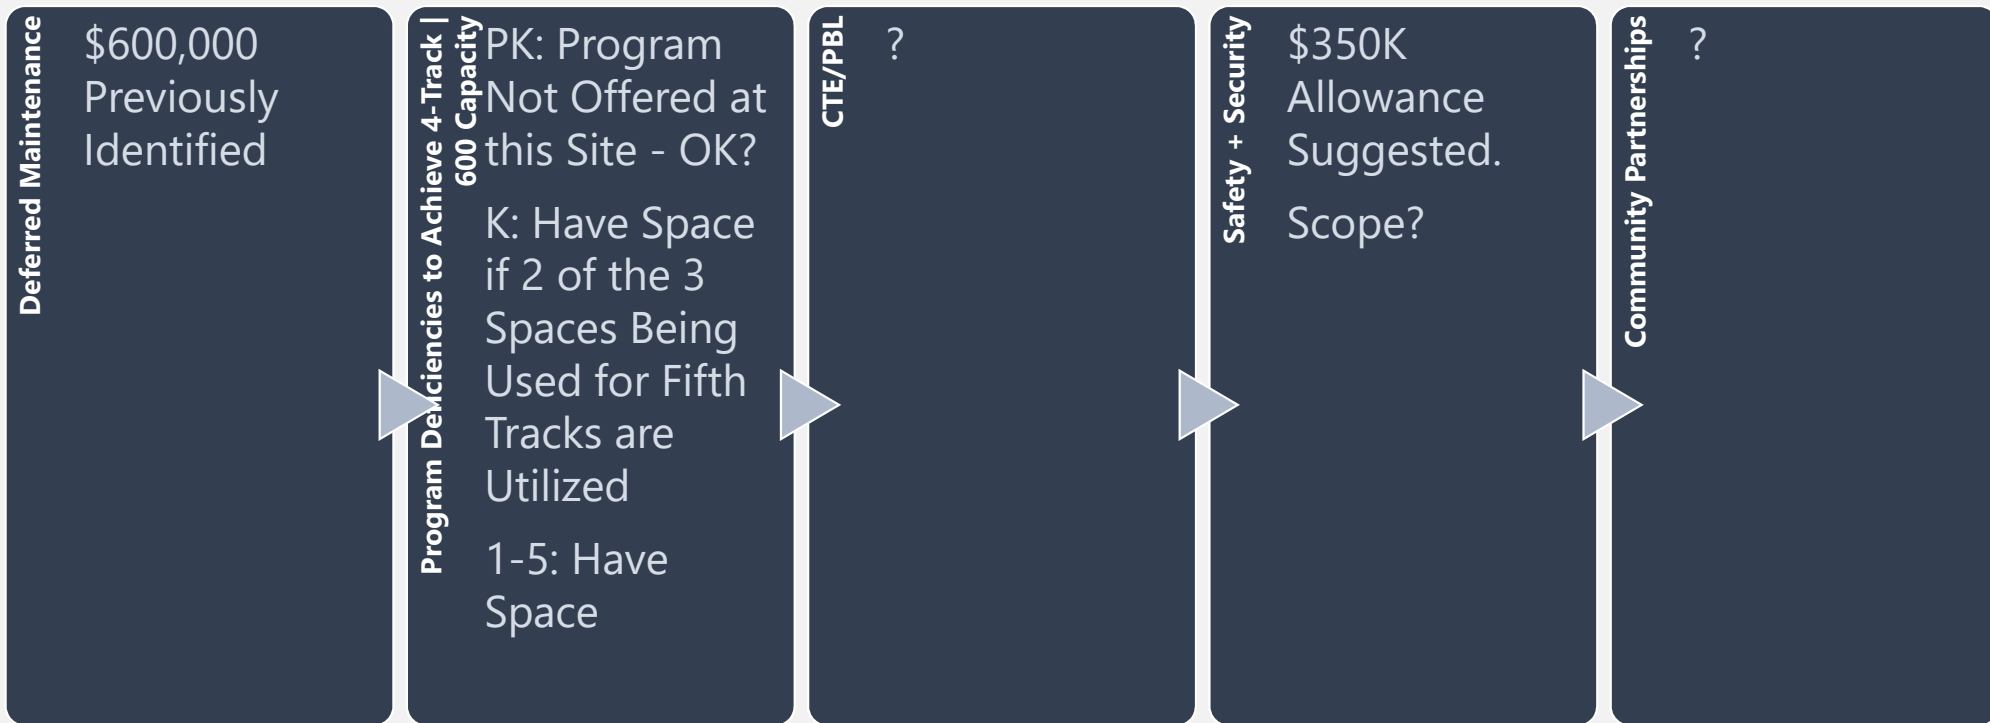 Deferred Maintenance
$600,000
Previously
Identified
Program Deficiencies to Achieve 4-Track |
600 Capacity
PK: Program
Not Offered at
this Site - OK?
K: Have Space
if 2 of the 3
Spaces Being
Used for Fifth
Tracks are
Utilized
1-5: Have
Space
CTE/PBL
?
Safety + Security
$350K
Allowance
Suggested.
Scope?
Community Partnerships
?